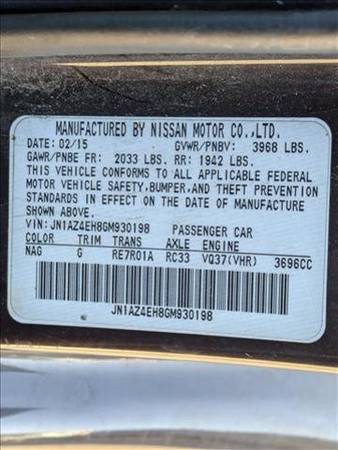 MANUFACTURED BY NISSAN MOTOR CO.,LTD.
DATE: 02/15 GVWR/PNBV: 3968 LBS.
GAWR/PNBE FR: 2033 LBS. RR: 1942 LBS.
THIS VEHICLE CONFORMS TO ALL APPLICABLE FEDERAL
MOTOR VEHICLE SAFETY, BUMPER, AND THEFT PREVENTION
STANDARDS IN EFFECT ON THE DATE OF MANUFACTURE
SHOWN ABOVE.
VIN: JN1AZ4EH8GM930198 PASSENGER CAR
COLOR TRIM TRANS AXLE ENGINE
NAG G RE7R01A RC33 VQ37(VHR) 3696CC
JN1AZ4EH8GM930198